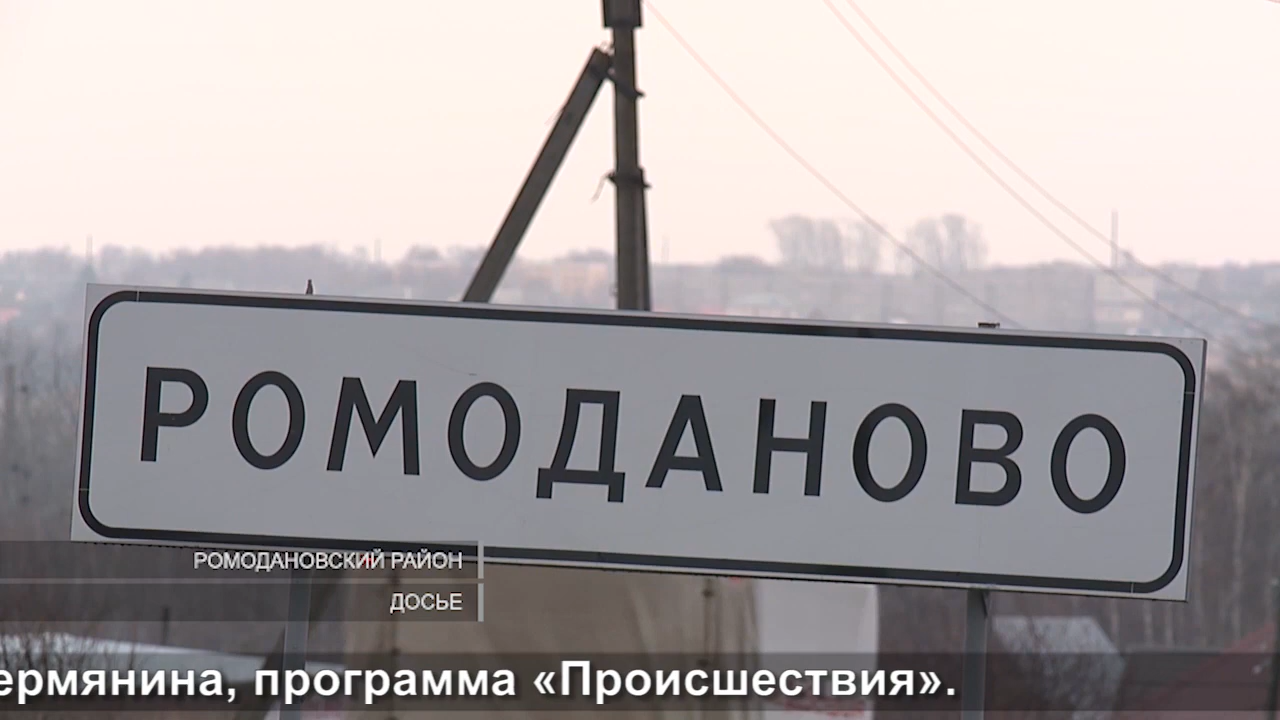 РОМОДАНОВО
РОМОДАНОВСКИЙ РАЙОН
ДОСЬЕ
ермянина, программа «Происшествия».